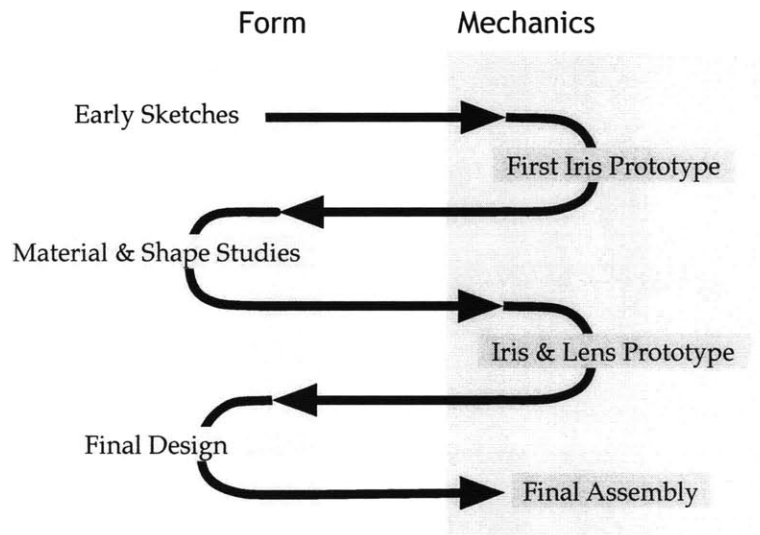 Form Mechanics
Early Sketches
First Iris Prototype
Material & Shape Studies
Iris & Lens Prototype
Final Design
Final Assembly